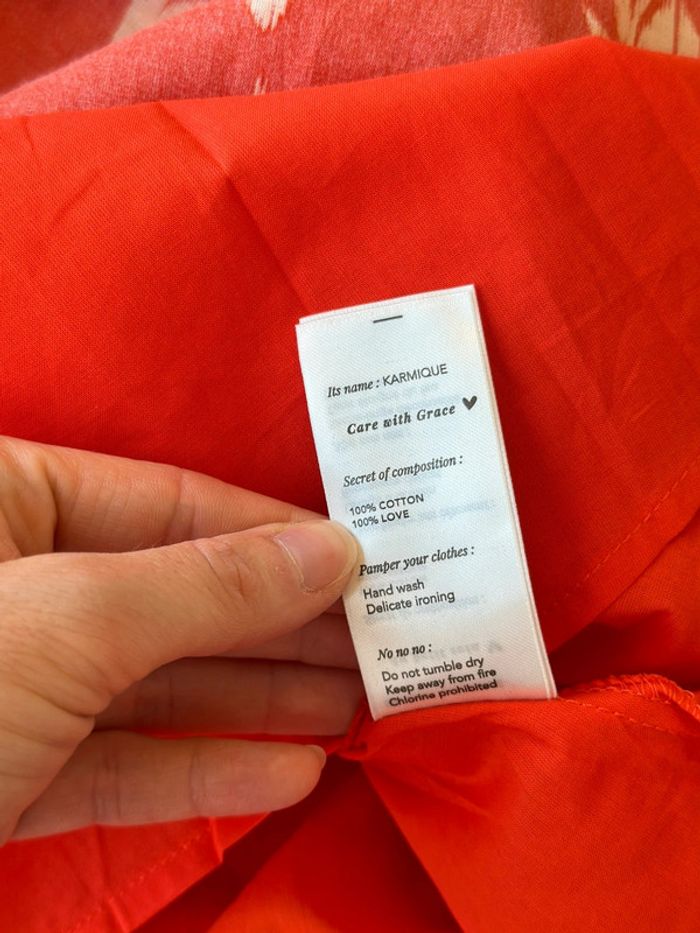 Its name : KARMIQUE
Care with Grace ♥
Secret of composition :
100% COTTON
100% LOVE
Pamper your clothes :
Hand wash
Delicate ironing
No no no :
Do not tumble dry
Keep away from fire
Chlorine prohibited